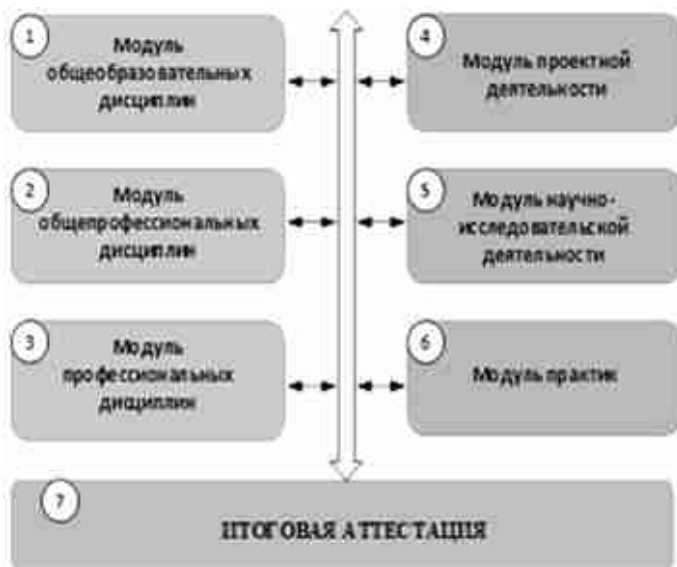 1
Модуль
общеобразовательных
дисциплин
2
Модуль
общепрофессиональных
дисциплин
3
Модуль
профессиональных
дисциплин
4
Модуль проектной
деятельности
5
Модуль научно-
исследовательской
деятельности
6
Модуль практик
7
ИТОГОВАЯ АТТЕСТАЦИЯ